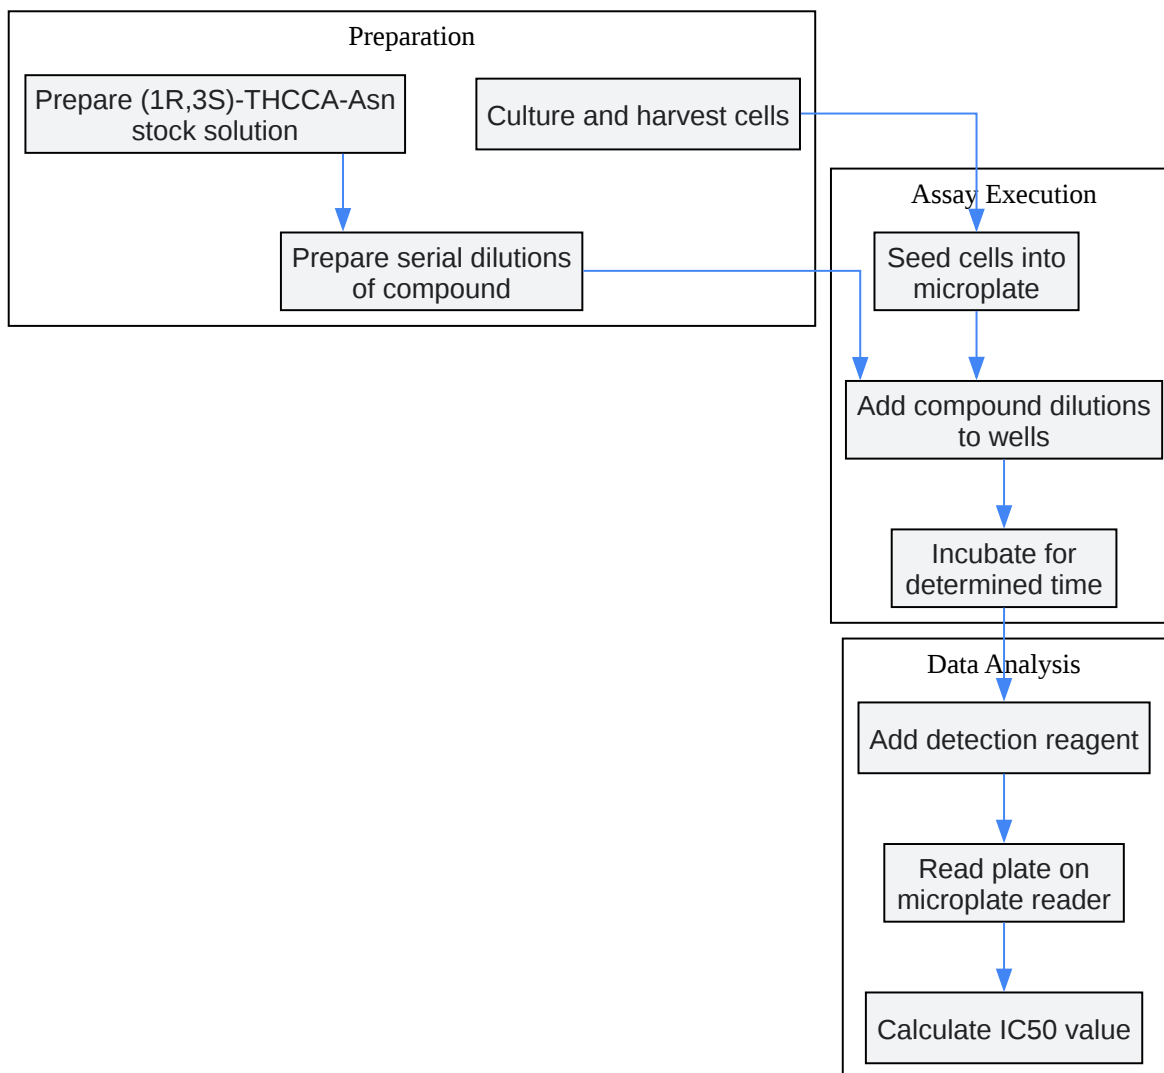 Preparation
Prepare (1R,3S)-THCCA-Asn
stock solution
Culture and harvest cells
Prepare serial dilutions
of compound
Assay Execution
Seed cells into
microplate
Add compound dilutions
to wells
Incubate for
determined time
Data Analysis
Add detection reagent
Read plate on
microplate reader
Calculate IC50 value